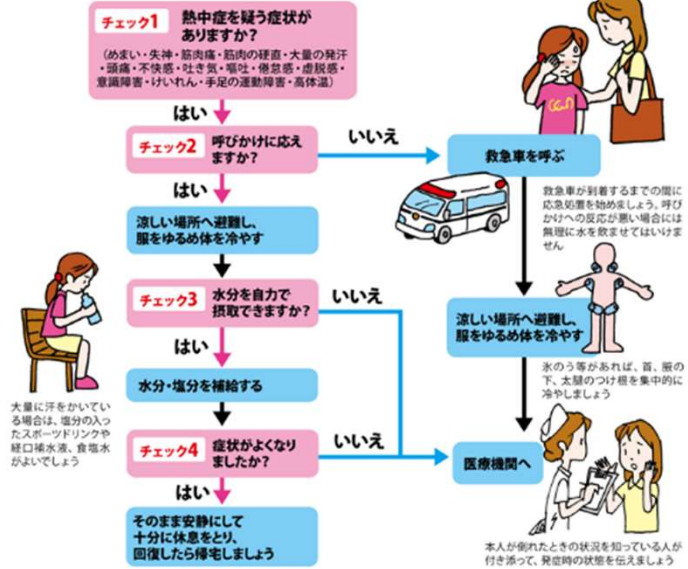 チェック1 熱中症を疑う症状が
ありますか？
（めまい・失神・筋肉痛・筋肉の硬直・大量の発汗
・頭痛・不快感・吐き気・嘔吐・倦怠感・虚脱感・
意識障害・けいれん・手足の運動障害・高体温）
はい
チェック2 呼びかけに応え
ますか？
いいえ
救急車を呼ぶ
救急車が到着するまでの間に
応急処置を始めましょう。呼び
かけへの反応が悪い場合には
無理に水を飲ませてはいけま
せん
はい
涼しい場所へ避難し、
服をゆるめ体を冷やす
チェック3 水分を自力で
摂取できますか？
いいえ
涼しい場所へ避難し、
服をゆるめ体を冷やす
氷のう等があれば、首、腋の
下、太腿のつけ根を集中的に
冷やしましょう
はい
水分・塩分を補給する
大量に汗をかいてい
る場合は、塩分の入っ
たスポーツドリンクや
経口補水液、食塩水
がよいでしょう
チェック4 症状がよくなり
ましたか？
いいえ
医療機関へ
本人が倒れたときの状況を知っている人が
付き添って、発症時の状態を伝えましょう
はい
そのまま安静にして
十分に休息をとり、
回復したら帰宅しましょう